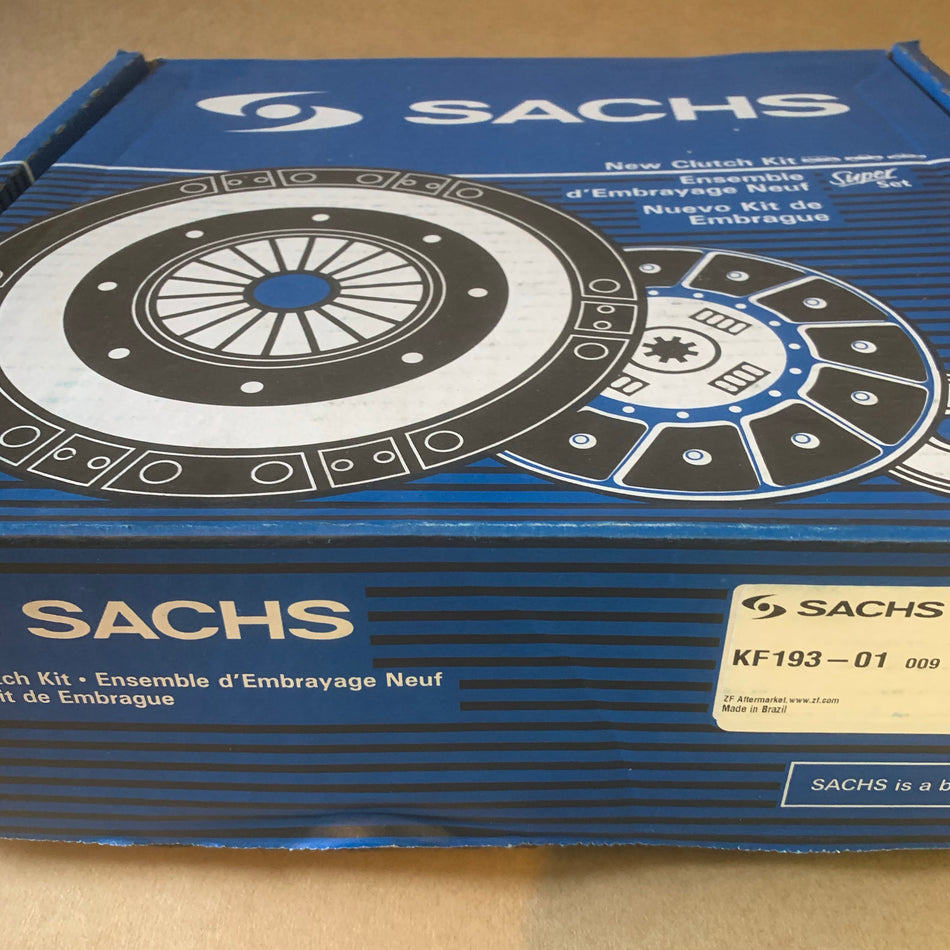 SACHS
New Clutch Kit
Ensemble
d'Embrayage Neuf
Nuevo Kit de
Embrague
Super
Set
SACHS
tch Kit • Ensemble d'Embrayage Neuf
it de Embrague
SACHS
KF193-01 009
ZF Aftermarket, www.zf.com
Made in Brazil
SACHS is a b